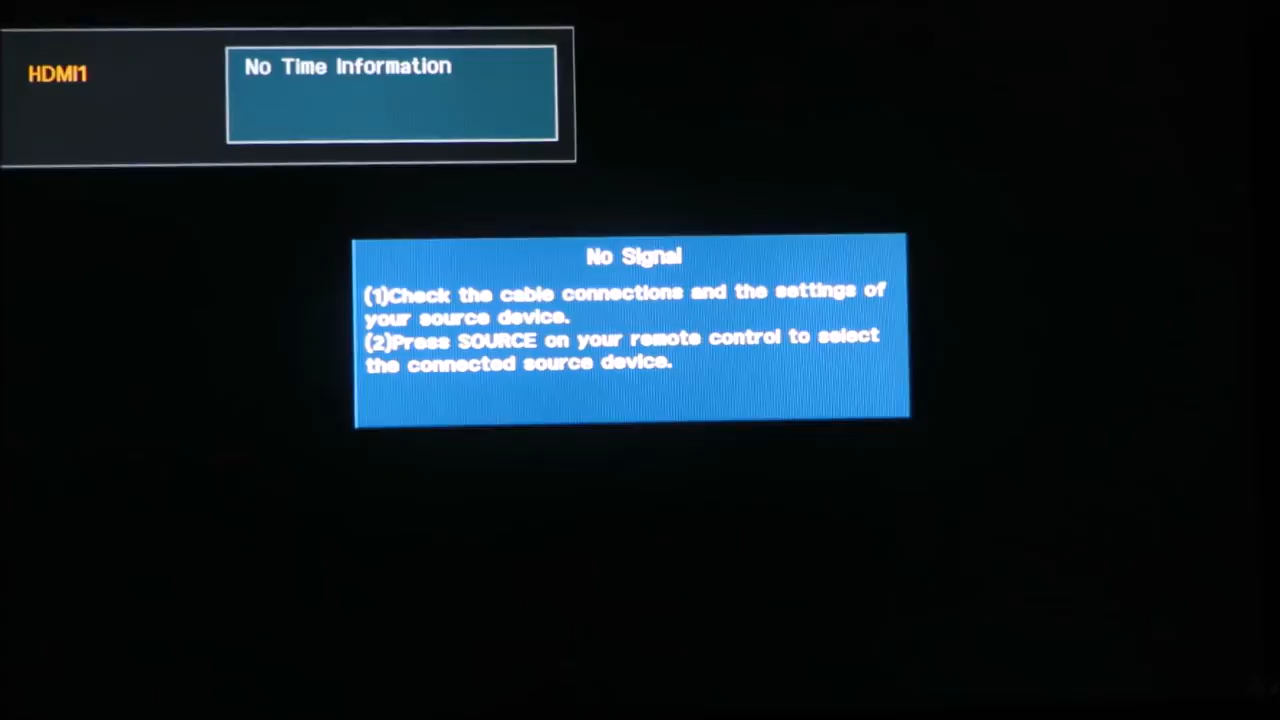 HDMI1
No Time Information
No Signal
(1)Check the cable connections and the settings of
your source device.
(2)Press SOURCE on your remote control to select
the connected source device.